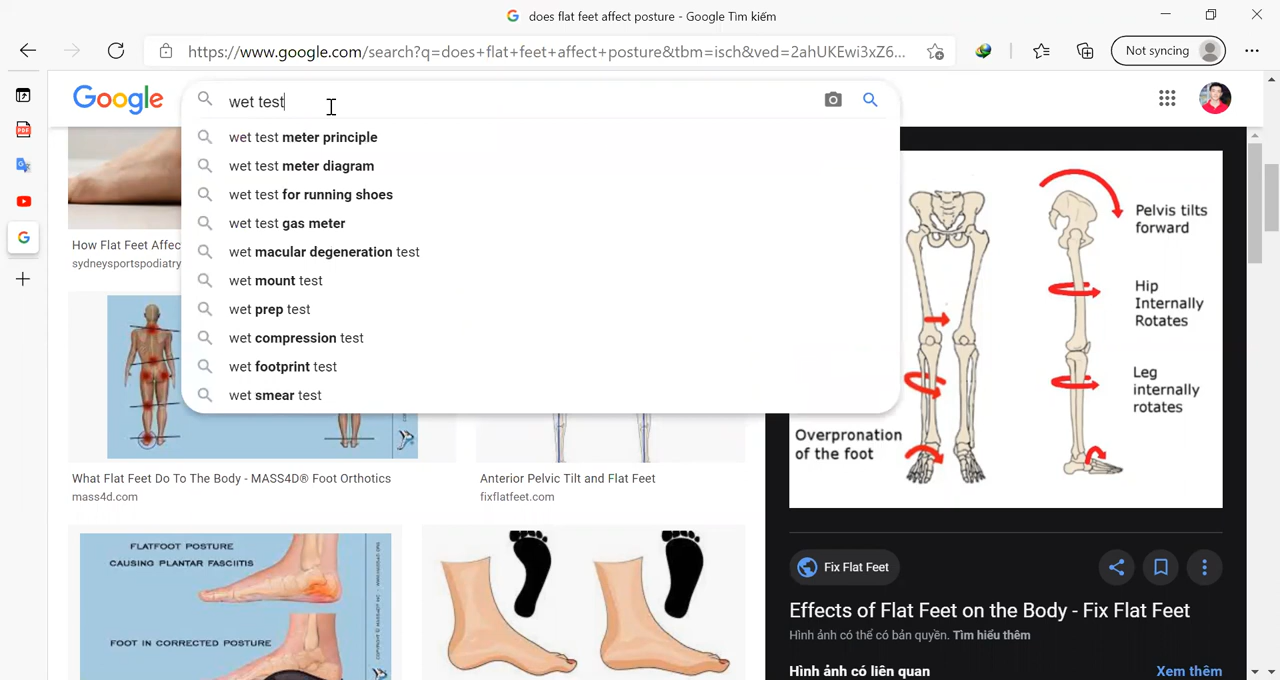 does flat feet affect posture - Google Tìm kiếm
https://www.google.com/search?q=does+flat+feet+affect+posture&tbm=isch&ved=2ahUKEwi3xZ6...
Not syncing
PDF
Google
wet test
wet test meter principle
wet test meter diagram
wet test for running shoes
wet test gas meter
wet macular degeneration test
wet mount test
wet prep test
wet compression test
wet footprint test
wet smear test
How Flat Feet Affec
sydneysportspodiatry
What Flat Feet Do To The Body - MASS4D® Foot Orthotics
mass4d.com
Anterior Pelvic Tilt and Flat Feet
fixflatfeet.com
FLATFOOT POSTURE
CAUSING PLANTAR FASCIITIS
FOOT IN CORRECTED POSTURE
Pelvis tilts
forward
Hip
Internally
Rotates
Leg
internally
rotates
Overpronation
of the foot
Fix Flat Feet
Effects of Flat Feet on the Body - Fix Flat Feet
Hình ảnh có thể có bản quyền. Tìm hiểu thêm
Hình ảnh có liên quan
Xem thêm